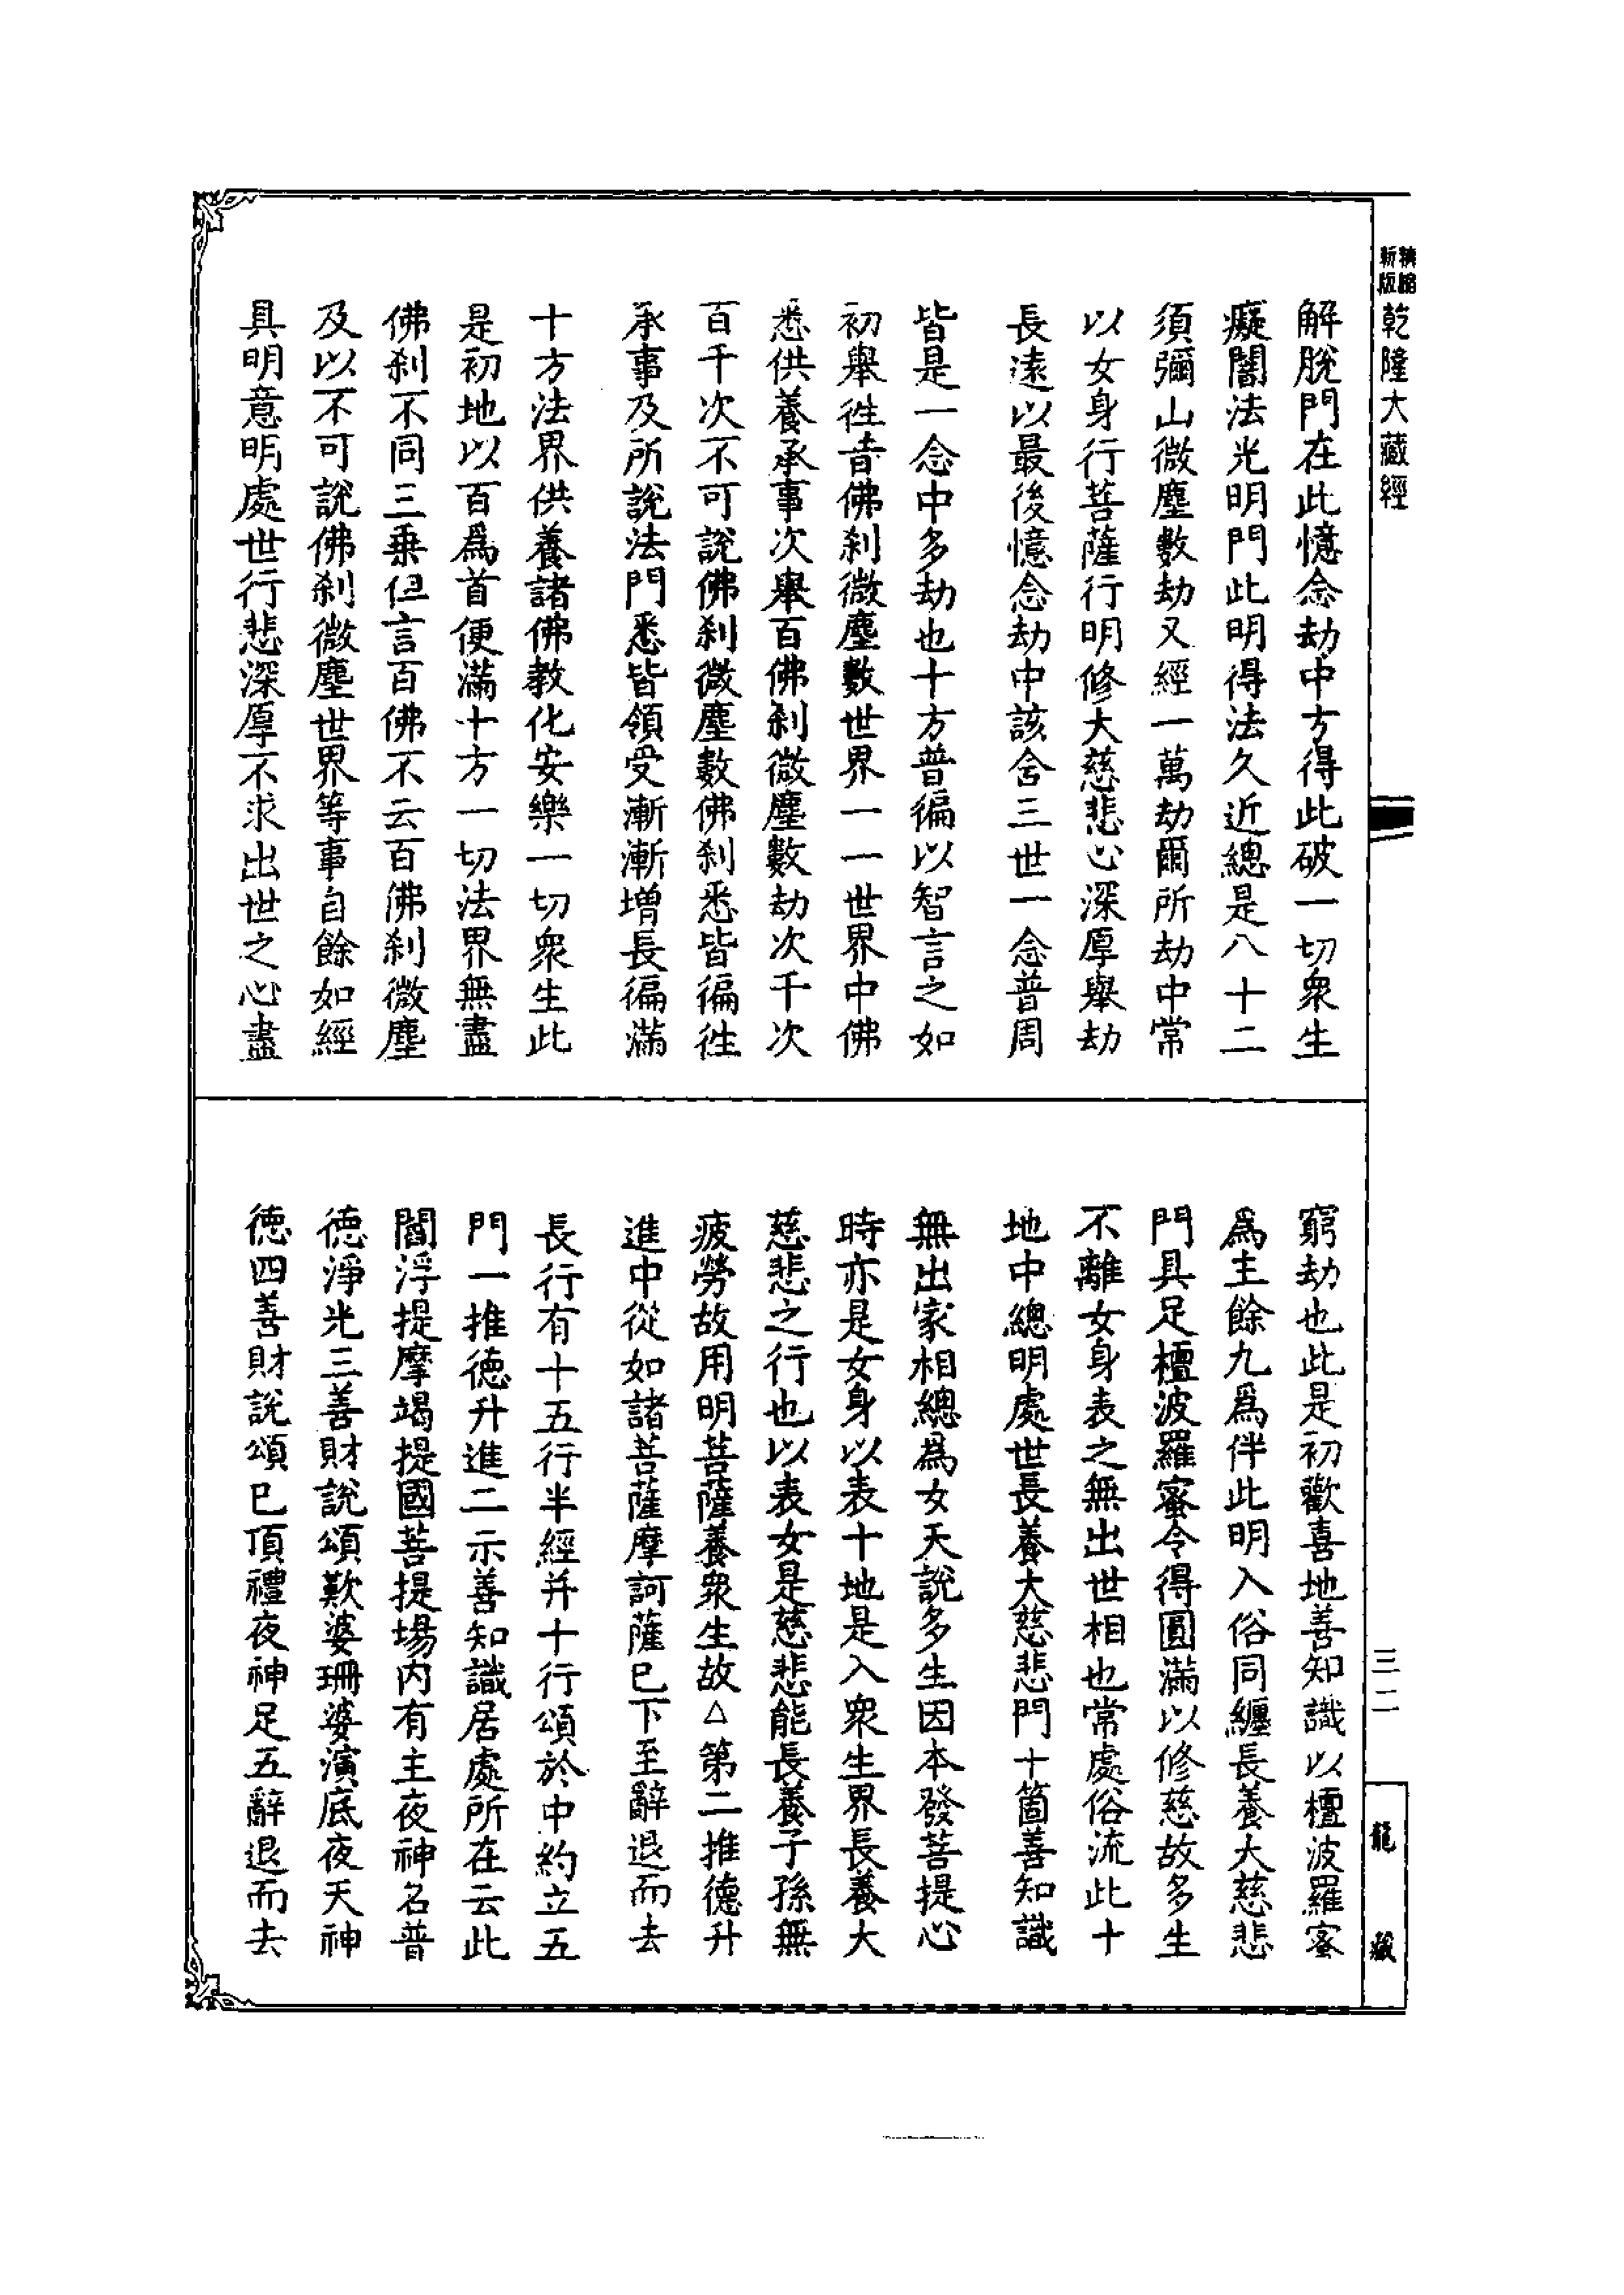 精縮
新版
乾隆大藏經
解脫門在此憶念劫中方得此破一切衆生
癡闇法光明門此明得法久近總是八十二
須彌山微塵數劫又經一萬劫爾所劫中常
以女身行菩薩行明修大慈悲心深厚舉劫
長遠以最後憶念劫中該含三世一念普周
皆是一念中多劫也十方普徧以智言之如
初舉徃昔佛刹微塵數世界一一世界中佛
悉供養承事次舉百佛刹微塵數劫次千次
百千次不可說佛刹微塵數佛刹悉皆徧徃
承事及所說法門悉皆領受漸漸增長徧滿
十方法界供養諸佛教化安樂一切衆生此
是初地以百爲首便滿十方一切法界無盡
佛刹不同三乗但言百佛不云百佛刹微塵
及以不可說佛刹微塵世界等事自餘如經
具明意明處世行悲深厚不求出世之心盡
窮劫也此是初歡喜地善知識以檀波羅蜜
爲主餘九爲伴此明入俗同纏長養大慈悲
門具足檀波羅蜜令得圓滿以修慈故多生
不離女身表之無出世相也常處俗流此十
地中總明處世長養大慈悲門十箇善知識
無出家相總爲女天說多生因本發菩提心
時亦是女身以表十地是入衆生界長養大
慈悲之行也以表女是慈悲能長養子孫無
疲勞故用明菩薩養衆生故△第二推德升
進中從如諸菩薩摩訶薩已下至辭退而去
長行有十五行半經并十行頌於中約立五
門一推德升進二示善知識居處所在云此
閻浮提摩竭提國菩提場内有主夜神名普
德淨光三善財說頌歎婆珊婆演底夜天神
德四善財說頌已頂禮夜神足五辭退而去
三二
龍藏